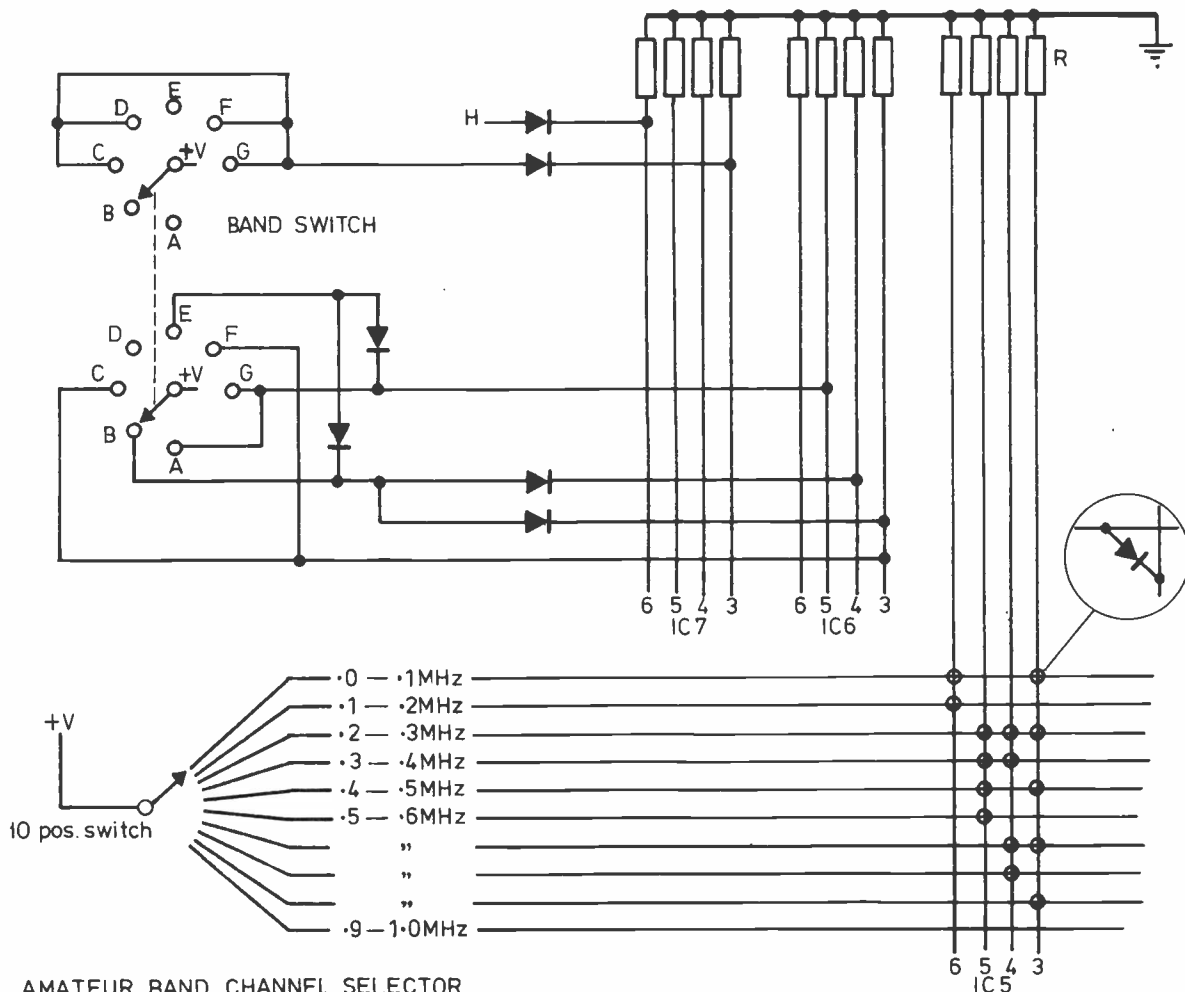 R
E
D F
H
C +V G
B
A
BAND SWITCH
E
D F
C +V G
B
A
6 5 4 3 6 5 4 3
IC7 IC6
·0 — ·1MHz
+V
·1 — ·2MHz
·2 — ·3MHz
·3 — ·4MHz
·4 — ·5MHz
10 pos. switch
·5 — ·6MHz
"
"
"
·9 — 1·0MHz
6 5 4 3
IC5
AMATEUR BAND CHANNEL SELECTOR